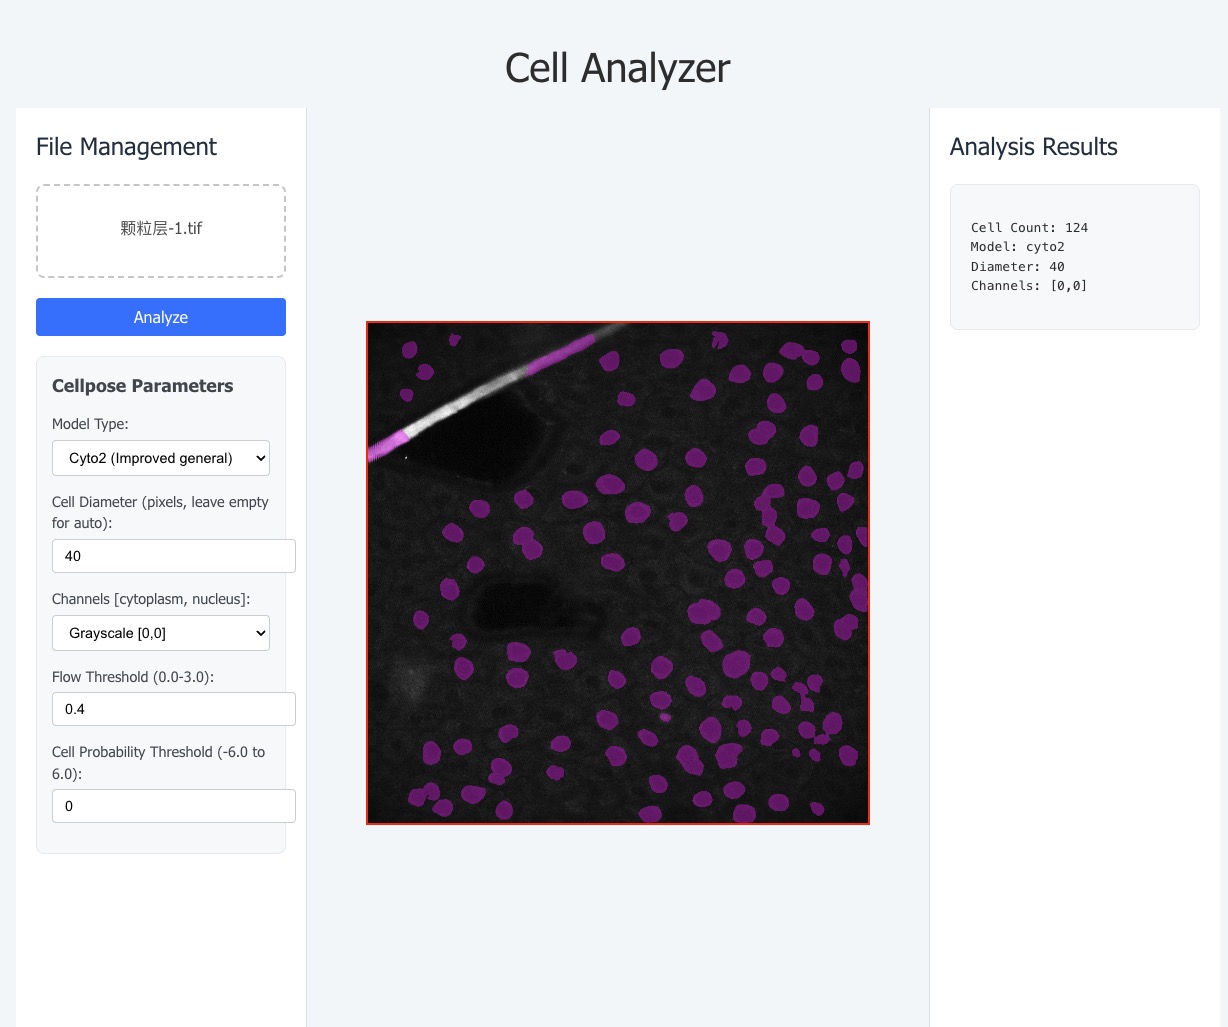 Cell Analyzer
File Management
颗粒层-1.tif
Analyze
Cellpose Parameters
Model Type:
Cyto2 (Improved general)
Cell Diameter (pixels, leave empty
for auto):
40
Channels [cytoplasm, nucleus]:
Grayscale [0,0]
Flow Threshold (0.0-3.0):
0.4
Cell Probability Threshold (-6.0 to
6.0):
0
Analysis Results
Cell Count: 124
Model: cyto2
Diameter: 40
Channels: [0,0]